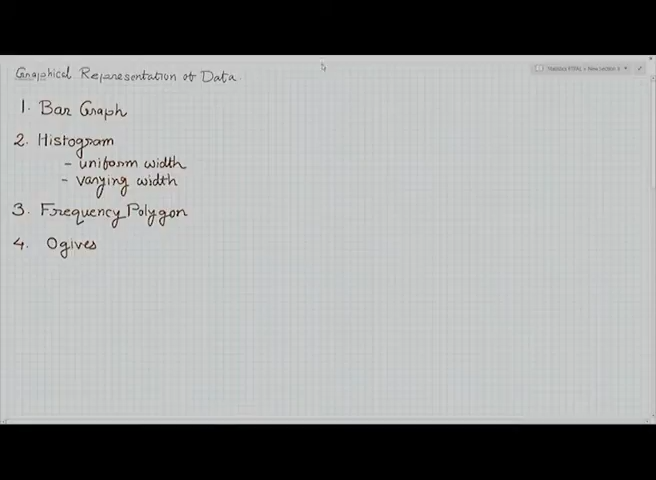 Graphical Representation of Data.
1. Bar Graph
2. Histogram
- uniform width
- varying width
3. Frequency Polygon
4. Ogives